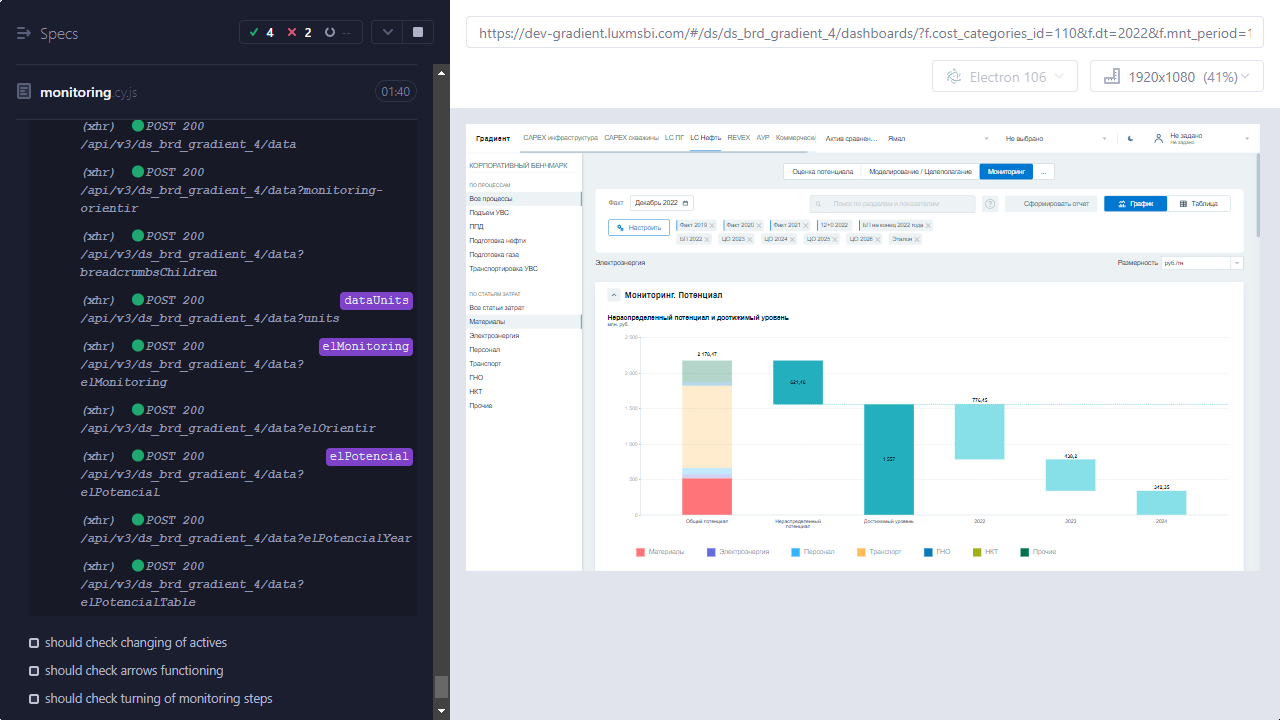 Specs
4
2
--
monitoring.cy.js
01:40
(xhr) POST 200
/api/v3/ds_brd_gradient_4/data
(xhr) POST 200
/api/v3/ds_brd_gradient_4/data?monitoring-
orientir
(xhr) POST 200
/api/v3/ds_brd_gradient_4/data?
breadcrumbsChildren
(xhr) POST 200 dataUnits
/api/v3/ds_brd_gradient_4/data?units
(xhr) POST 200 elMonitoring
/api/v3/ds_brd_gradient_4/data?
elMonitoring
(xhr) POST 200
/api/v3/ds_brd_gradient_4/data?elOrientir
(xhr) POST 200 elPotencial
/api/v3/ds_brd_gradient_4/data?
elPotencial
(xhr) POST 200
/api/v3/ds_brd_gradient_4/data?elPotencialYear
(xhr) POST 200
/api/v3/ds_brd_gradient_4/data?
elPotencialTable
should check changing of actives
should check arrows functioning
should check turning of monitoring steps
https://dev-gradient.luxmsbi.com/#/ds/ds_brd_gradient_4/dashboards/?f.cost_categories_id=110&f.dt=2022&f.mnt_period=1
Electron 106
1920x1080 (41%)
Градиент
CAPEX инфраструктура CAPEX скважины LC ПГ LC Нефть REVEX АУР Коммерчески
Актив сравнен... Ямал
Не выбрано
Не задано
Не задано
КОРПОРАТИВНЫЙ БЕНЧМАРК
ПО ПРОЦЕССАМ
Все процессы
Подъем УВС
ППД
Подготовка нефти
Подготовка газа
Транспортировка УВС
ПО СТАТЬЯМ ЗАТРАТ
Все статьи затрат
Материалы
Электроэнергия
Персонал
Транспорт
ГНО
НКТ
Прочие
Оценка потенциала Моделирование / Целеполагание Мониторинг ...
Факт Декабрь 2022
Поиск по разделам и показателям
Сформировать отчет
График
Таблица
Настроить
Факт 2019 Факт 2020 Факт 2021 12+0 2022 БП на конец 2022 года
БП 2022 ЦО 2023 ЦО 2024 ЦО 2025 ЦО 2026 Эталон
Электроэнергия
Размерность руб./тн
Мониторинг. Потенциал
Нераспределенный потенциал и достижимый уровень
млн. руб.
2 500
2 000
1 500
1 000
500
0
2 178,47
621,46
1 557
776,45
438,2
342,35
Общий потенциал
Нераспределенный
потенциал
Достижимый уровень
2022
2023
2024
Материалы Электроэнергия Персонал Транспорт ГНО НКТ Прочие